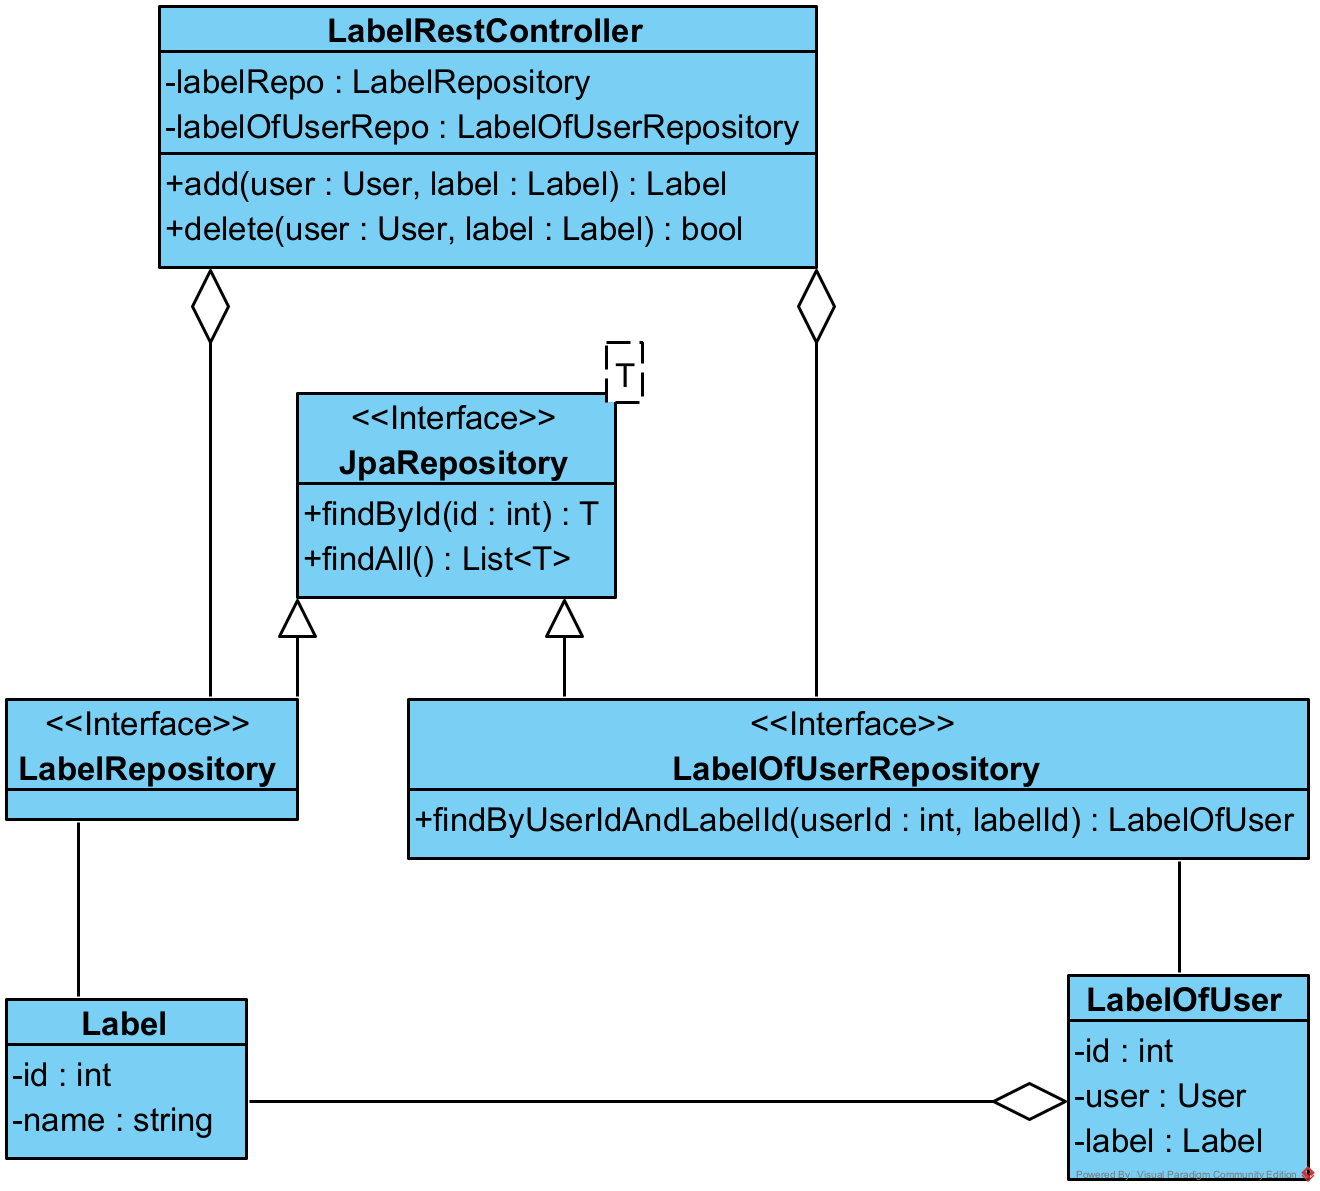 LabelRestController
-labelRepo : LabelRepository
-labelOfUserRepo : LabelOfUserRepository
+add(user : User, label : Label) : Label
+delete(user : User, label : Label) : bool
T
<<Interface>>
JpaRepository
+findById(id : int) : T
+findAll() : List<T>
<<Interface>>
LabelRepository
<<Interface>>
LabelOfUserRepository
+findByUserIdAndLabelId(userId : int, labelId) : LabelOfUser
Label
-id : int
-name : string
LabelOfUser
-id : int
-user : User
-label : Label
Powered By: Visual Paradigm Community Edition